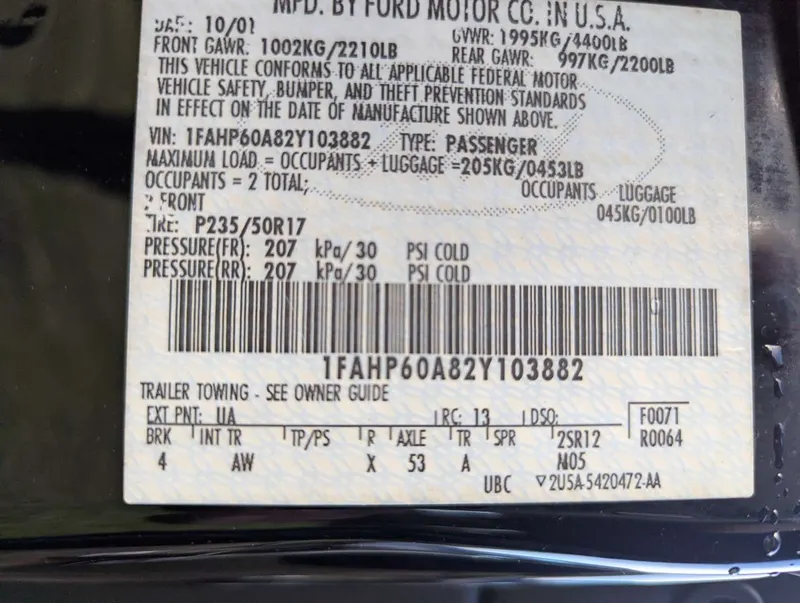 MFD. BY FORD MOTOR CO. IN U.S.A.
DATE: 10/01 GVWR: 1995KG/4400LB
FRONT GAWR: 1002KG/2210LB REAR GAWR: 997KG/2200LB
THIS VEHICLE CONFORMS TO ALL APPLICABLE FEDERAL MOTOR
VEHICLE SAFETY, BUMPER, AND THEFT PREVENTION STANDARDS
IN EFFECT ON THE DATE OF MANUFACTURE SHOWN ABOVE.
VIN: 1FAHP60A82Y103882 TYPE: PASSENGER
MAXIMUM LOAD = OCCUPANTS + LUGGAGE =205KG/0453LB
OCCUPANTS = 2 TOTAL; OCCUPANTS LUGGAGE
2 FRONT 045KG/0100LB
TIRE: P235/50R17
PRESSURE(FR): 207 kPa/30 PSI COLD
PRESSURE(RR): 207 kPa/30 PSI COLD
1FAHP60A82Y103882
TRAILER TOWING - SEE OWNER GUIDE
EXT PNT: UA RC: 13 DSO: F0071
BRK INT TR TP/PS R AXLE TR SPR 2SR12 R0064
4 AW X 53 A M05
UBC ▽2U5A-5420472-AA